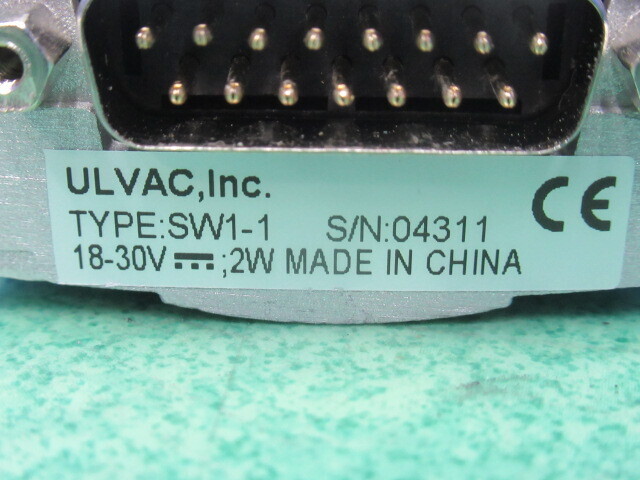 ULVAC,Inc.
CE
TYPE:SW1-1 S/N:04311
18-30V ⎓;2W MADE IN CHINA